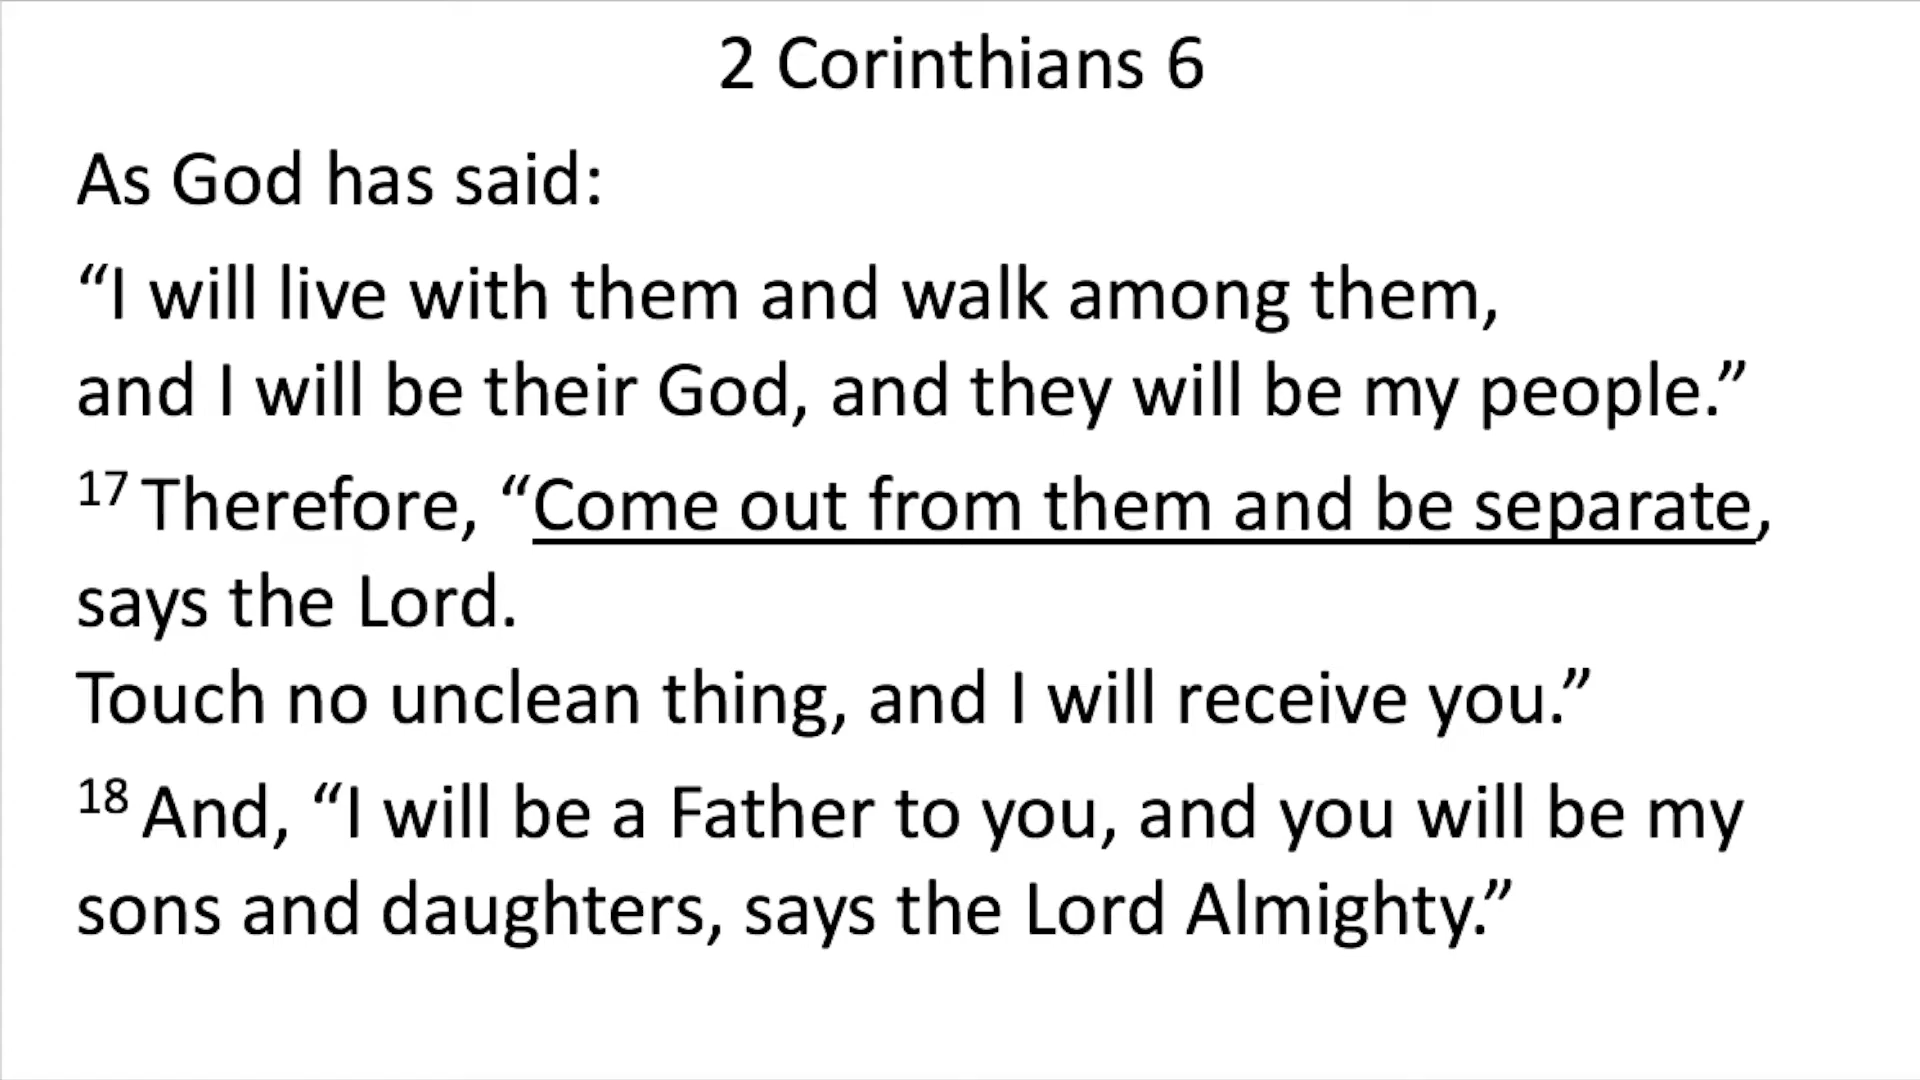 2 Corinthians 6
As God has said:
“I will live with them and walk among them,
and I will be their God, and they will be my people.”
17 Therefore, “Come out from them and be separate,
says the Lord.
Touch no unclean thing, and I will receive you.”
18 And, “I will be a Father to you, and you will be my
sons and daughters, says the Lord Almighty.”